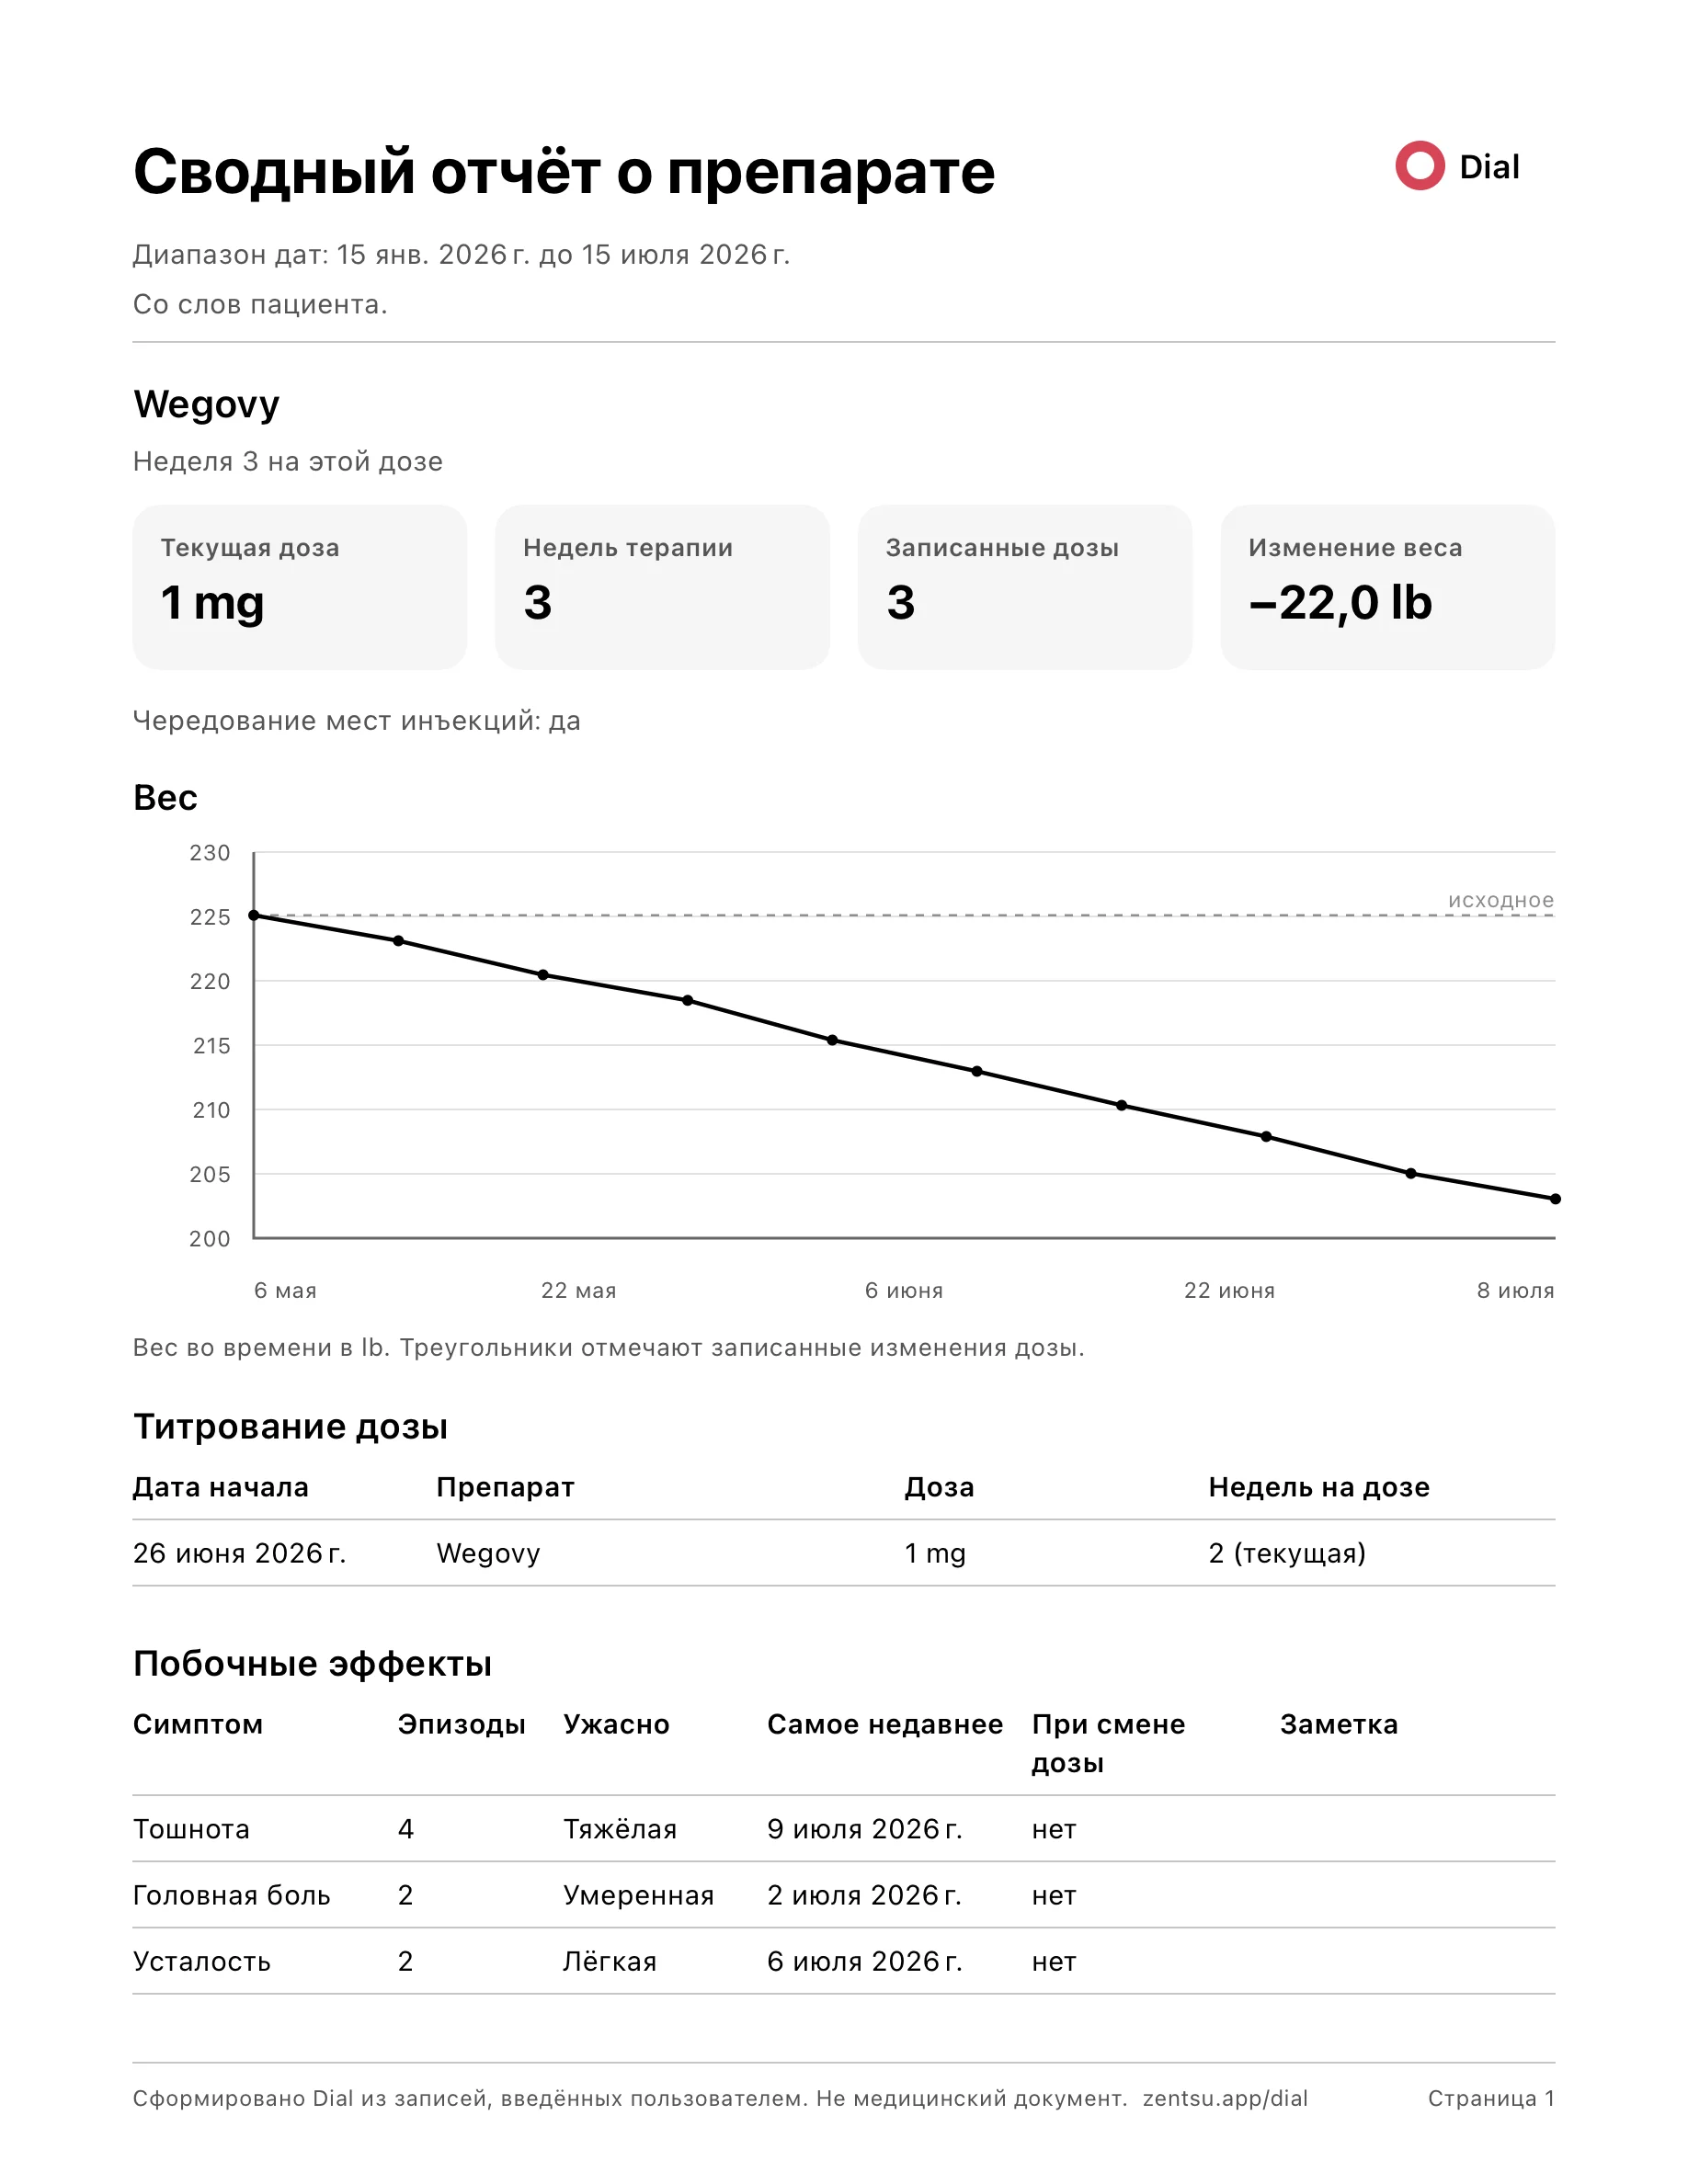 Сводный отчёт о препарате
Dial
Диапазон дат: 15 янв. 2026 г. до 15 июля 2026 г.
Со слов пациента.
Wegovy
Неделя 3 на этой дозе
Текущая доза
1 mg
Недель терапии
3
Записанные дозы
3
Изменение веса
−22,0 lb
Чередование мест инъекций: да
Вес
230
исходное
225
220
215
210
205
200
6 мая 22 мая 6 июня 22 июня 8 июля
Вес во времени в lb. Треугольники отмечают записанные изменения дозы.
Титрование дозы
Дата начала Препарат Доза Недель на дозе
26 июня 2026 г. Wegovy 1 mg 2 (текущая)
Побочные эффекты
Симптом Эпизоды Ужасно Самое недавнее При смене дозы Заметка
Тошнота 4 Тяжёлая 9 июля 2026 г. нет
Головная боль 2 Умеренная 2 июля 2026 г. нет
Усталость 2 Лёгкая 6 июля 2026 г. нет
Сформировано Dial из записей, введённых пользователем. Не медицинский документ. zentsu.app/dial Страница 1